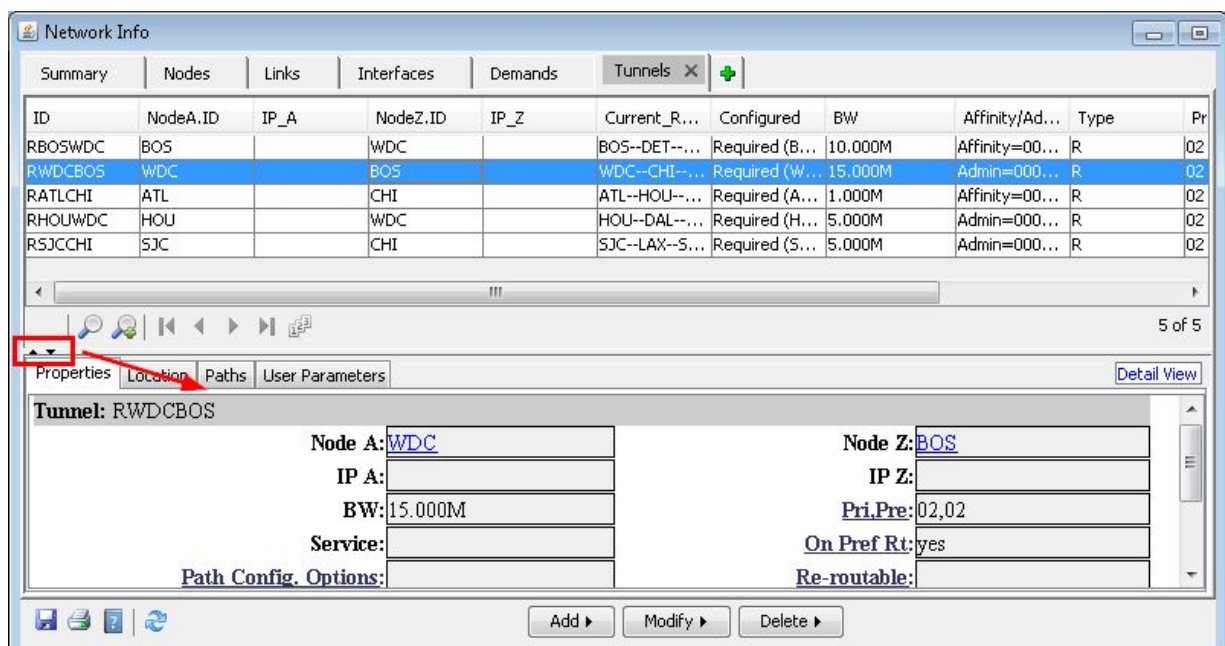 Network Info
Summary Nodes Links Interfaces Demands Tunnels
ID NodeA.ID IP_A NodeZ.ID IP_Z Current_R... Configured BW Affinity/Ad... Type Pr
RBOSWDC BOS WDC BOS--DET--... Required (B... 10.000M Affinity=00... R 02
RWDCBOS WDC BOS WDC--CHI--... Required (W... 15.000M Admin=000... R 02
RATLCHI ATL CHI ATL--HOU--... Required (A... 1.000M Affinity=00... R 02
RHOUWDC HOU WDC HOU--DAL--... Required (H... 5.000M Admin=000... R 02
RSJCCHI SJC CHI SJC--LAX--S... Required (S... 5.000M Admin=000... R 02
5 of 5
Properties Location Paths User Parameters Detail View
Tunnel: RWDCBOS
Node A: WDC Node Z: BOS
IP A: IP Z:
BW: 15.000M Pri,Pre: 02,02
Service: On Pref Rt: yes
Path Config. Options: Re-routable:
Add Modify Delete